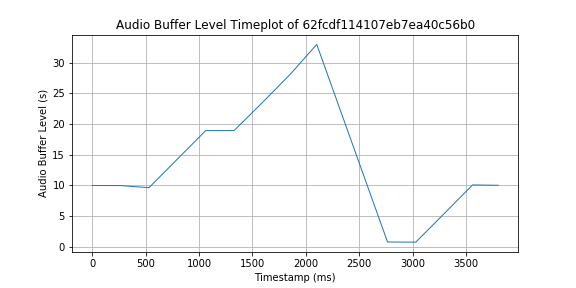 Audio Buffer Level Timeplot of 62fcdf114107eb7ea40c56b0
Audio Buffer Level (s)
30
25
20
15
10
5
0
0 500 1000 1500 2000 2500 3000 3500
Timestamp (ms)